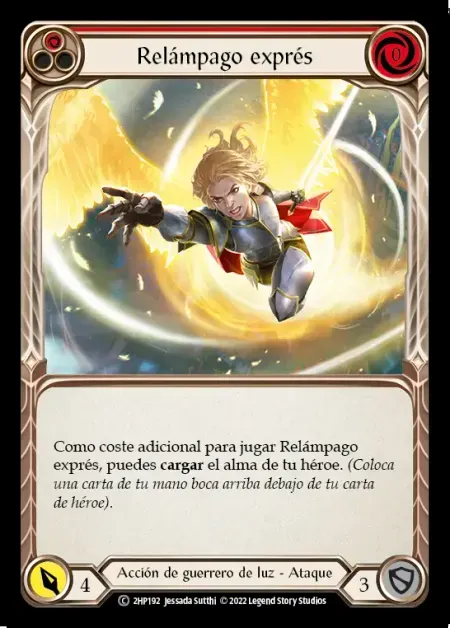 Relámpago exprés
0
Como coste adicional para jugar Relámpago
exprés, puedes cargar el alma de tu héroe. (Coloca
una carta de tu mano boca arriba debajo de tu carta
de héroe).
4
Acción de guerrero de luz - Ataque
3
C 2HP192 Jessada Sutthi © 2022 Legend Story Studios